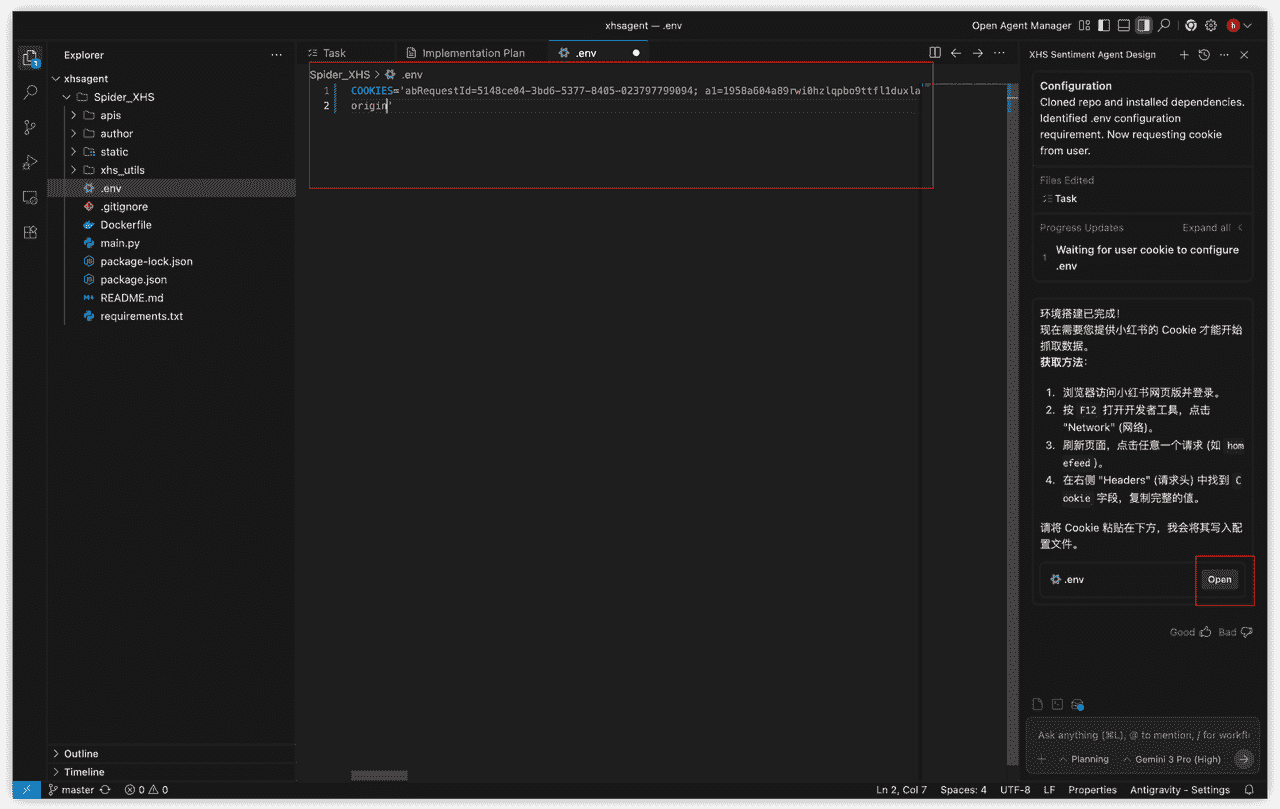 xhsagent — .env
Open Agent Manager
h
Explorer
xhsagent
Spider_XHS
apis
author
static
xhs_utils
.env
.gitignore
Dockerfile
main.py
package-lock.json
package.json
README.md
requirements.txt
Outline
Timeline
Task
Implementation Plan
.env
Spider_XHS > .env
1 COOKIES='abRequestId=5148ce04-3bd6-5377-8405-023797799094; a1=1958a604a89rwi0hzlqpbo9ttfl1duxla
2 origin'
XHS Sentiment Agent Design
Configuration
Cloned repo and installed dependencies.
Identified .env configuration
requirement. Now requesting cookie
from user.
Files Edited
Task
Progress Updates
Expand all
1 Waiting for user cookie to configure
.env
环境搭建已完成！
现在需要您提供小红书的 Cookie 才能开始
抓取数据。
获取方法：
1. 浏览器访问小红书网页版并登录。
2. 按 F12 打开开发者工具，点击
"Network" (网络)。
3. 刷新页面，点击任意一个请求 (如 hom
efeed )。
4. 在右侧 "Headers" (请求头) 中找到 C
ookie 字段，复制完整的值。
请将 Cookie 粘贴在下方，我会将其写入配
置文件。
.env
Open
Good
Bad
Ask anything (⌘L), @ to mention, / for workfl
Planning
Gemini 3 Pro (High)
master
0
0
Ln 2, Col 7
Spaces: 4
UTF-8
LF
Properties
Antigravity - Settings